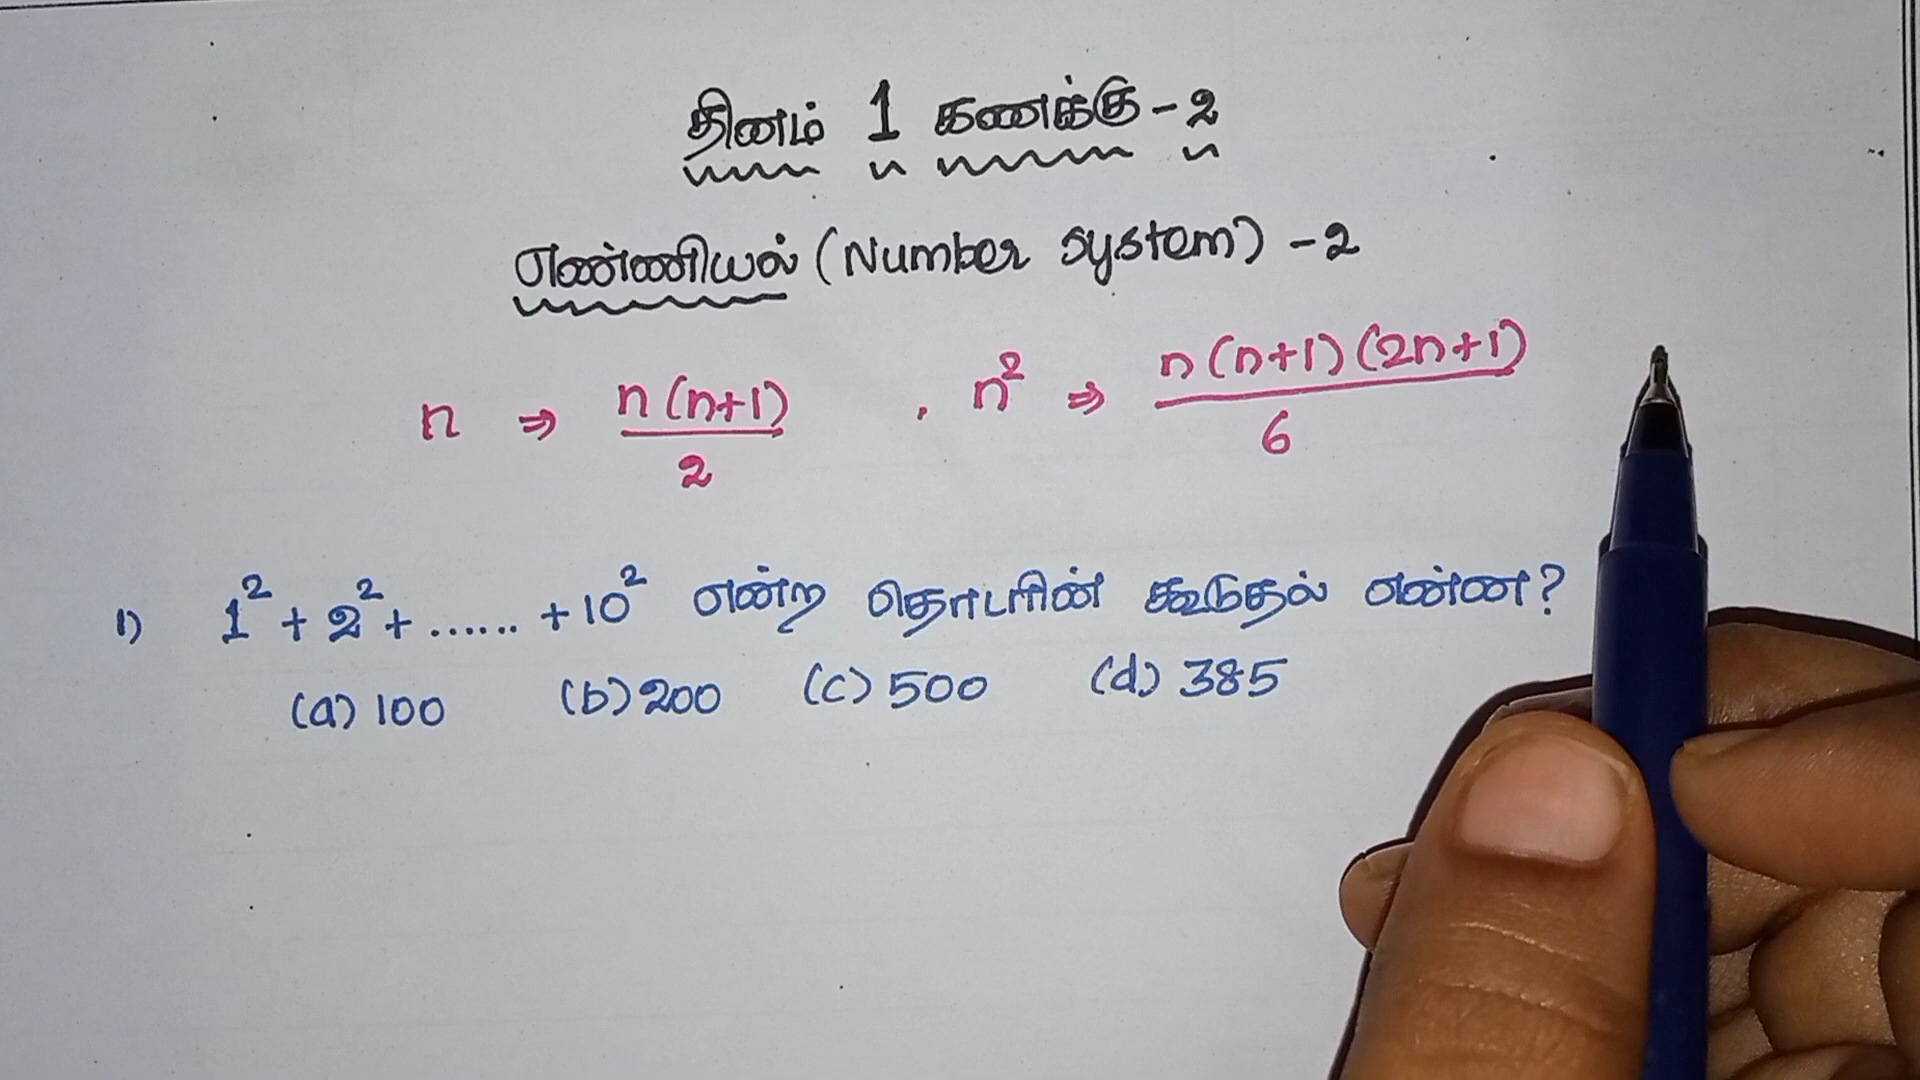 தினம் 1 கணக்கு - 2
எண்ணியல் (Number system) - 2
n ⇒ n(n+1)/2 , n² ⇒ n(n+1)(2n+1)/6
1) 1² + 2² + ...... + 10² என்ற தொடரின் கூடுதல் என்ன?
(a) 100 (b) 200 (c) 500 (d) 385